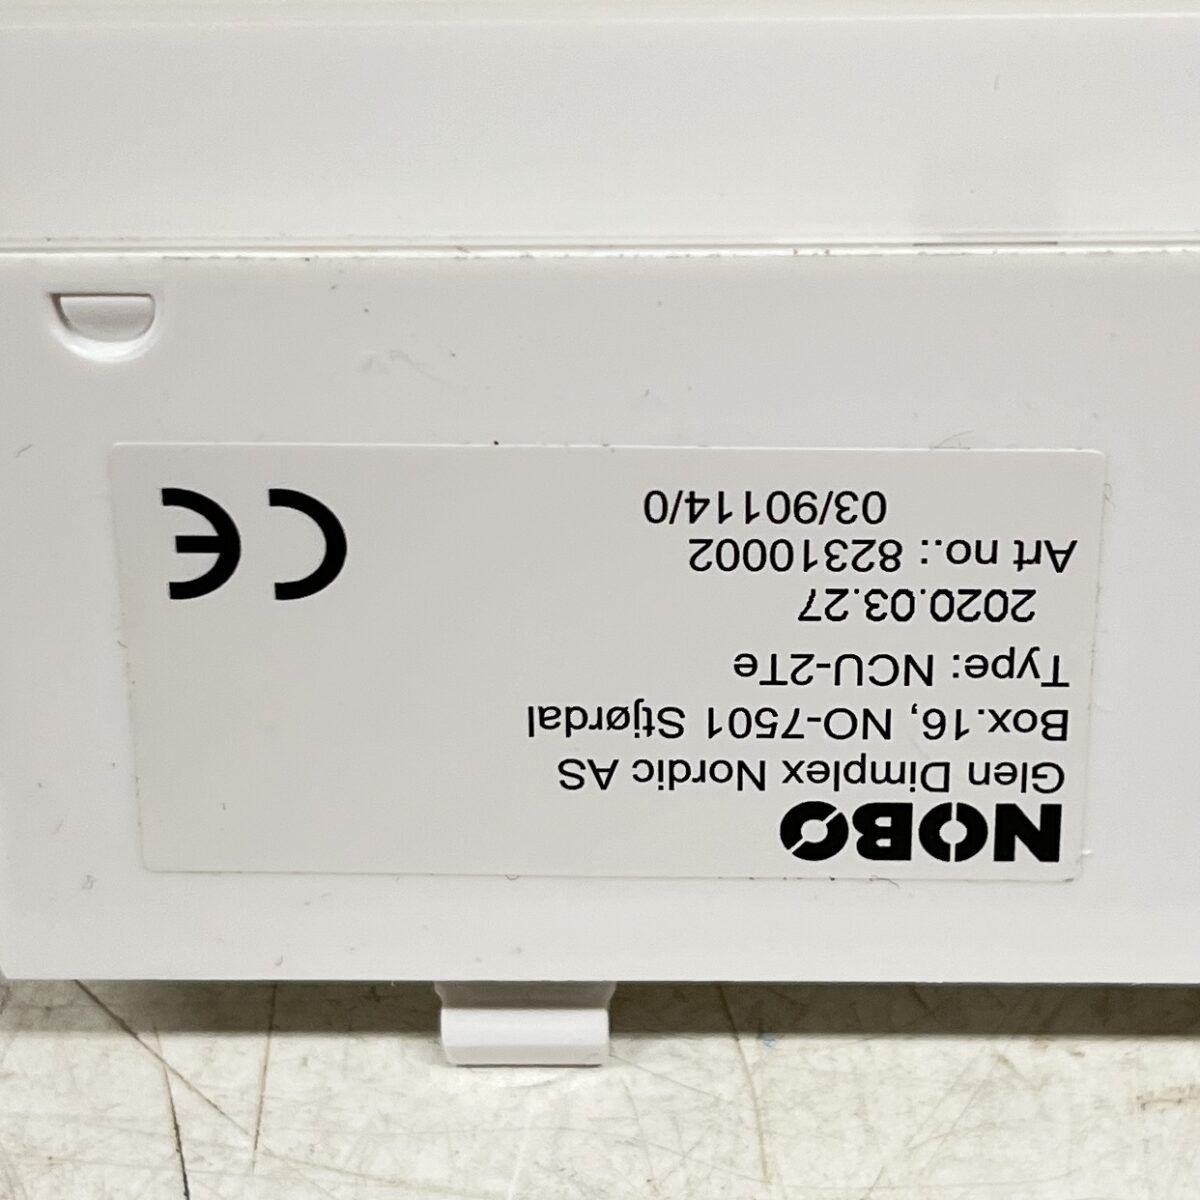 NOBO
Glen Dimplex Nordic AS
Box.16, NO-7501 Stjørdal
Type: NCU-2Te
2020.03.27
Art no.: 82310002
03/90114/0
CE